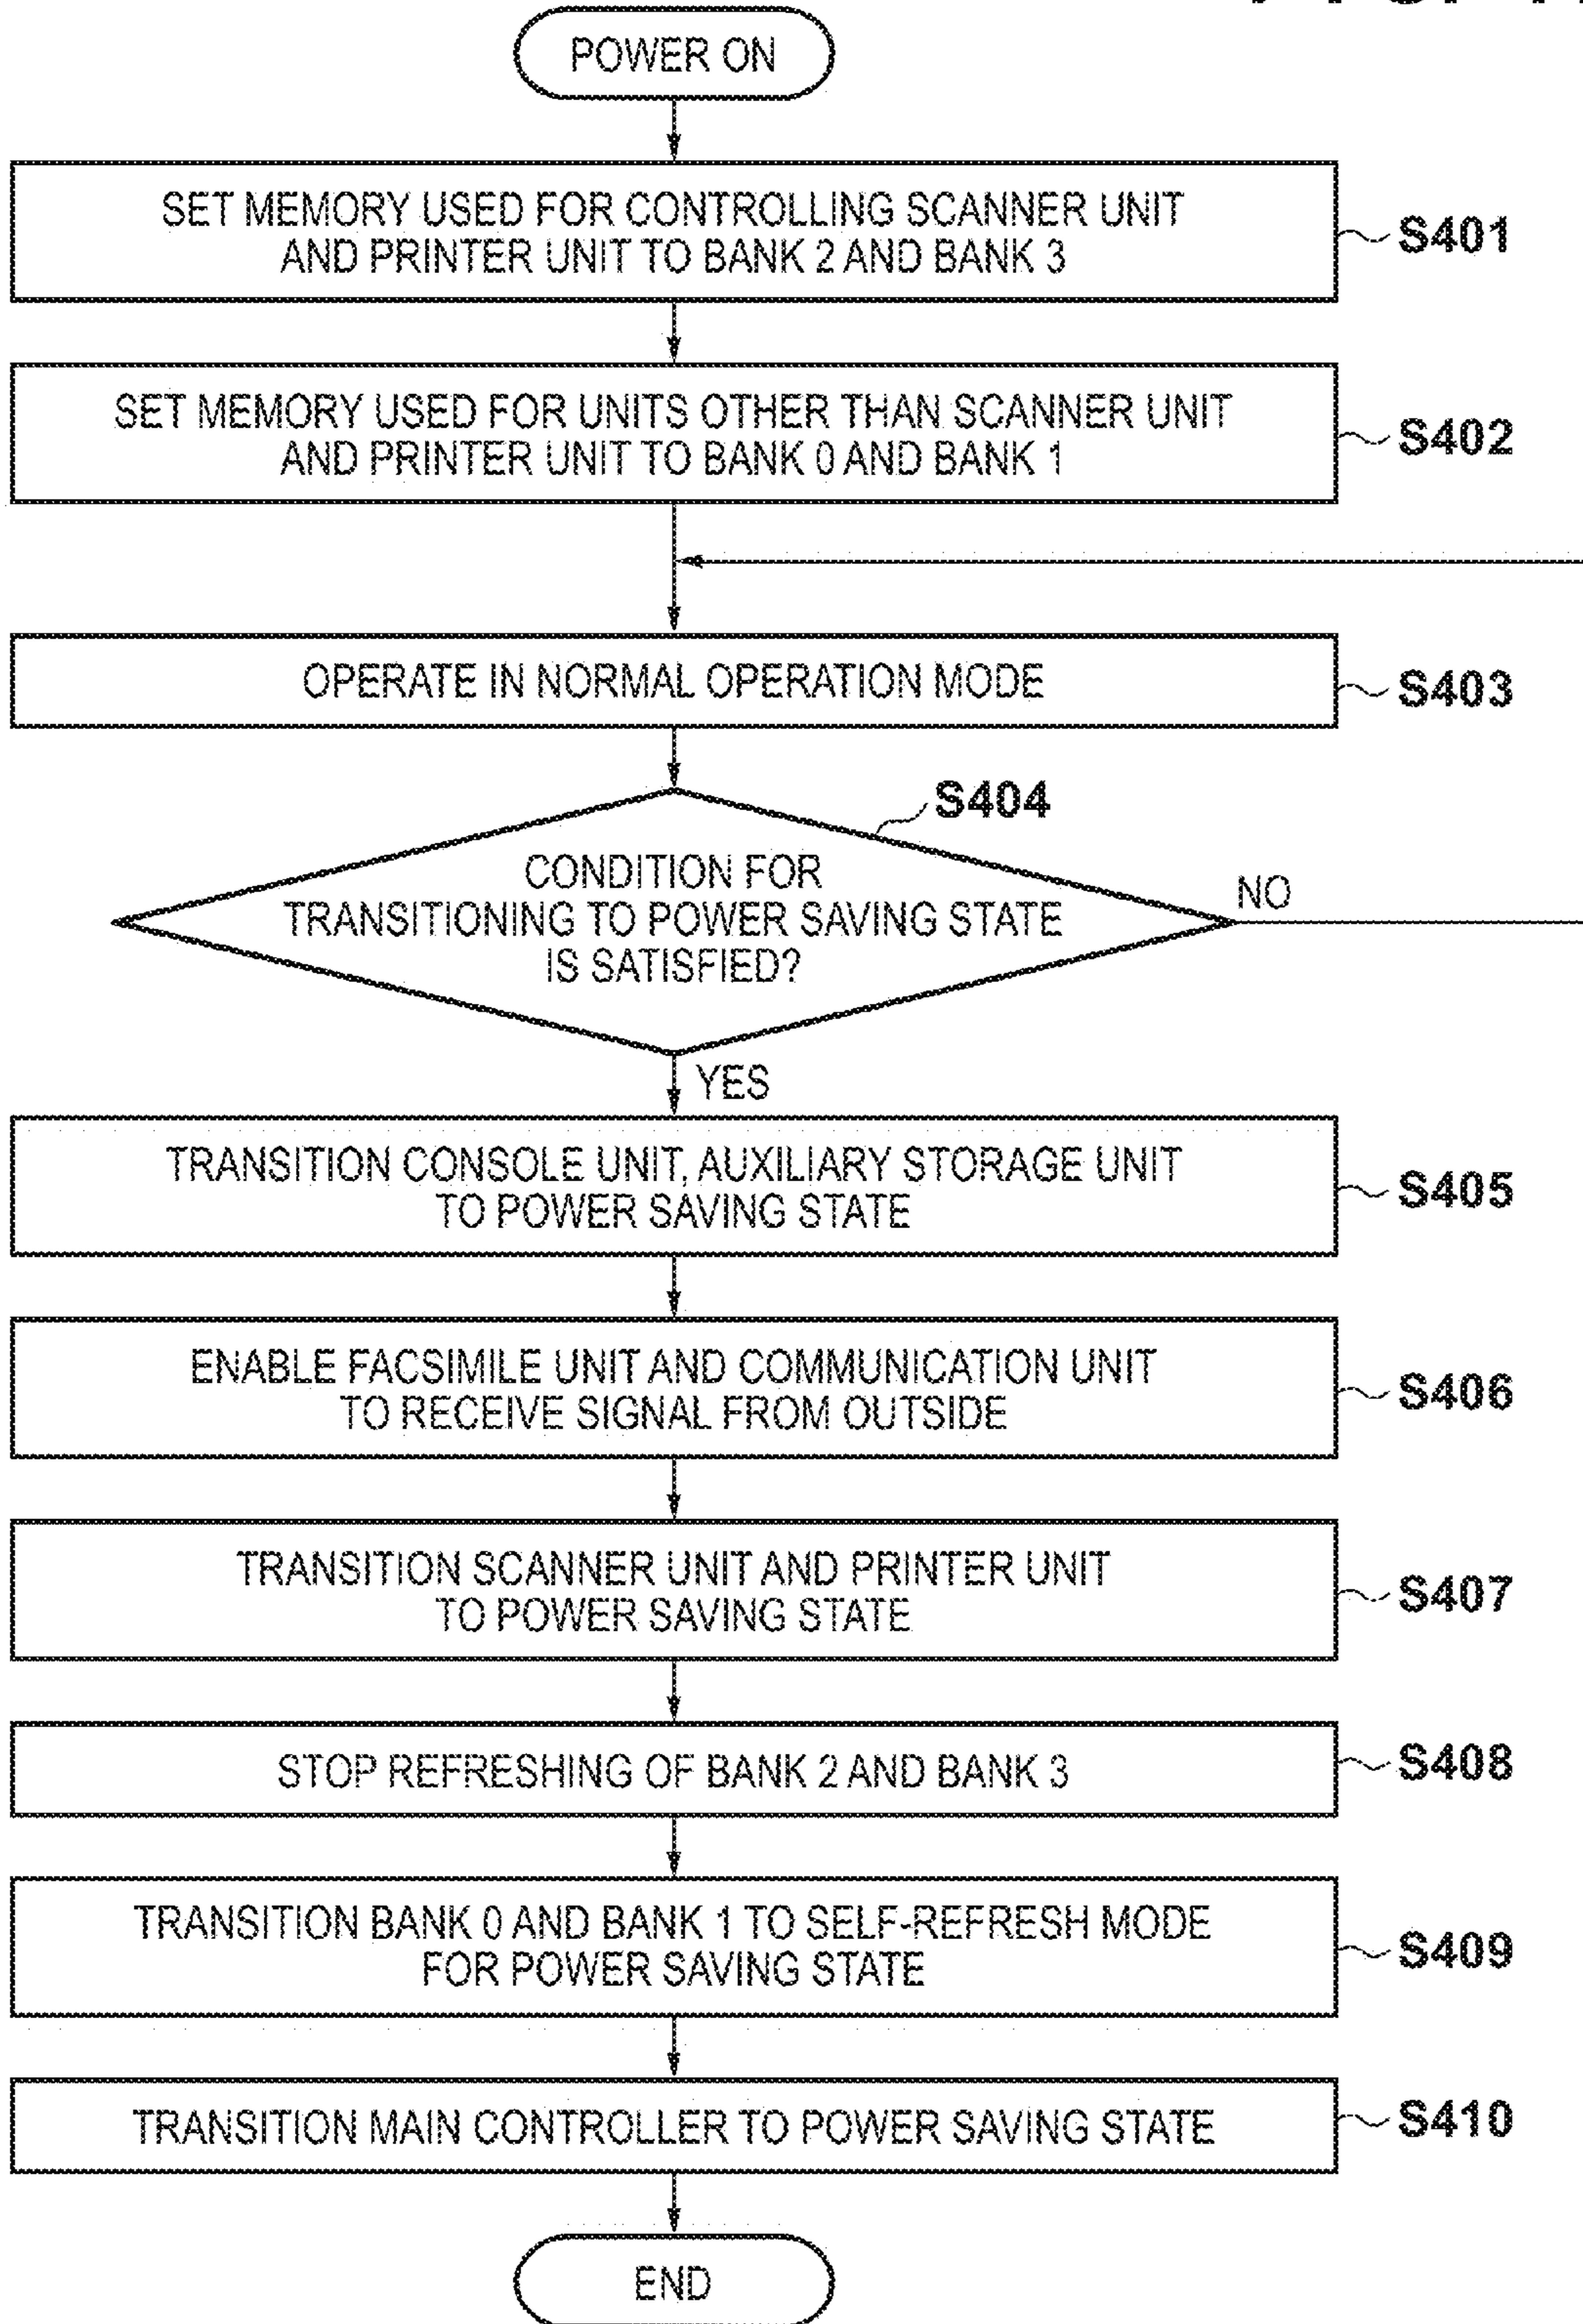 POWER ON
SET MEMORY USED FOR CONTROLLING SCANNER UNIT
AND PRINTER UNIT TO BANK 2 AND BANK 3
S401
SET MEMORY USED FOR UNITS OTHER THAN SCANNER UNIT
AND PRINTER UNIT TO BANK 0 AND BANK 1
S402
OPERATE IN NORMAL OPERATION MODE
S403
S404
CONDITION FOR
TRANSITIONING TO POWER SAVING STATE
IS SATISFIED?
NO
YES
TRANSITION CONSOLE UNIT, AUXILIARY STORAGE UNIT
TO POWER SAVING STATE
S405
ENABLE FACSIMILE UNIT AND COMMUNICATION UNIT
TO RECEIVE SIGNAL FROM OUTSIDE
S406
TRANSITION SCANNER UNIT AND PRINTER UNIT
TO POWER SAVING STATE
S407
STOP REFRESHING OF BANK 2 AND BANK 3
S408
TRANSITION BANK 0 AND BANK 1 TO SELF-REFRESH MODE
FOR POWER SAVING STATE
S409
TRANSITION MAIN CONTROLLER TO POWER SAVING STATE
S410
END